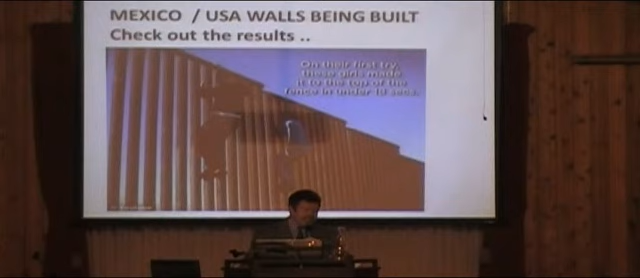 MEXICO / USA WALLS BEING BUILT
Check out the results ..
On their first try,
these girls made
it to the top of the
fence in under 18 secs.